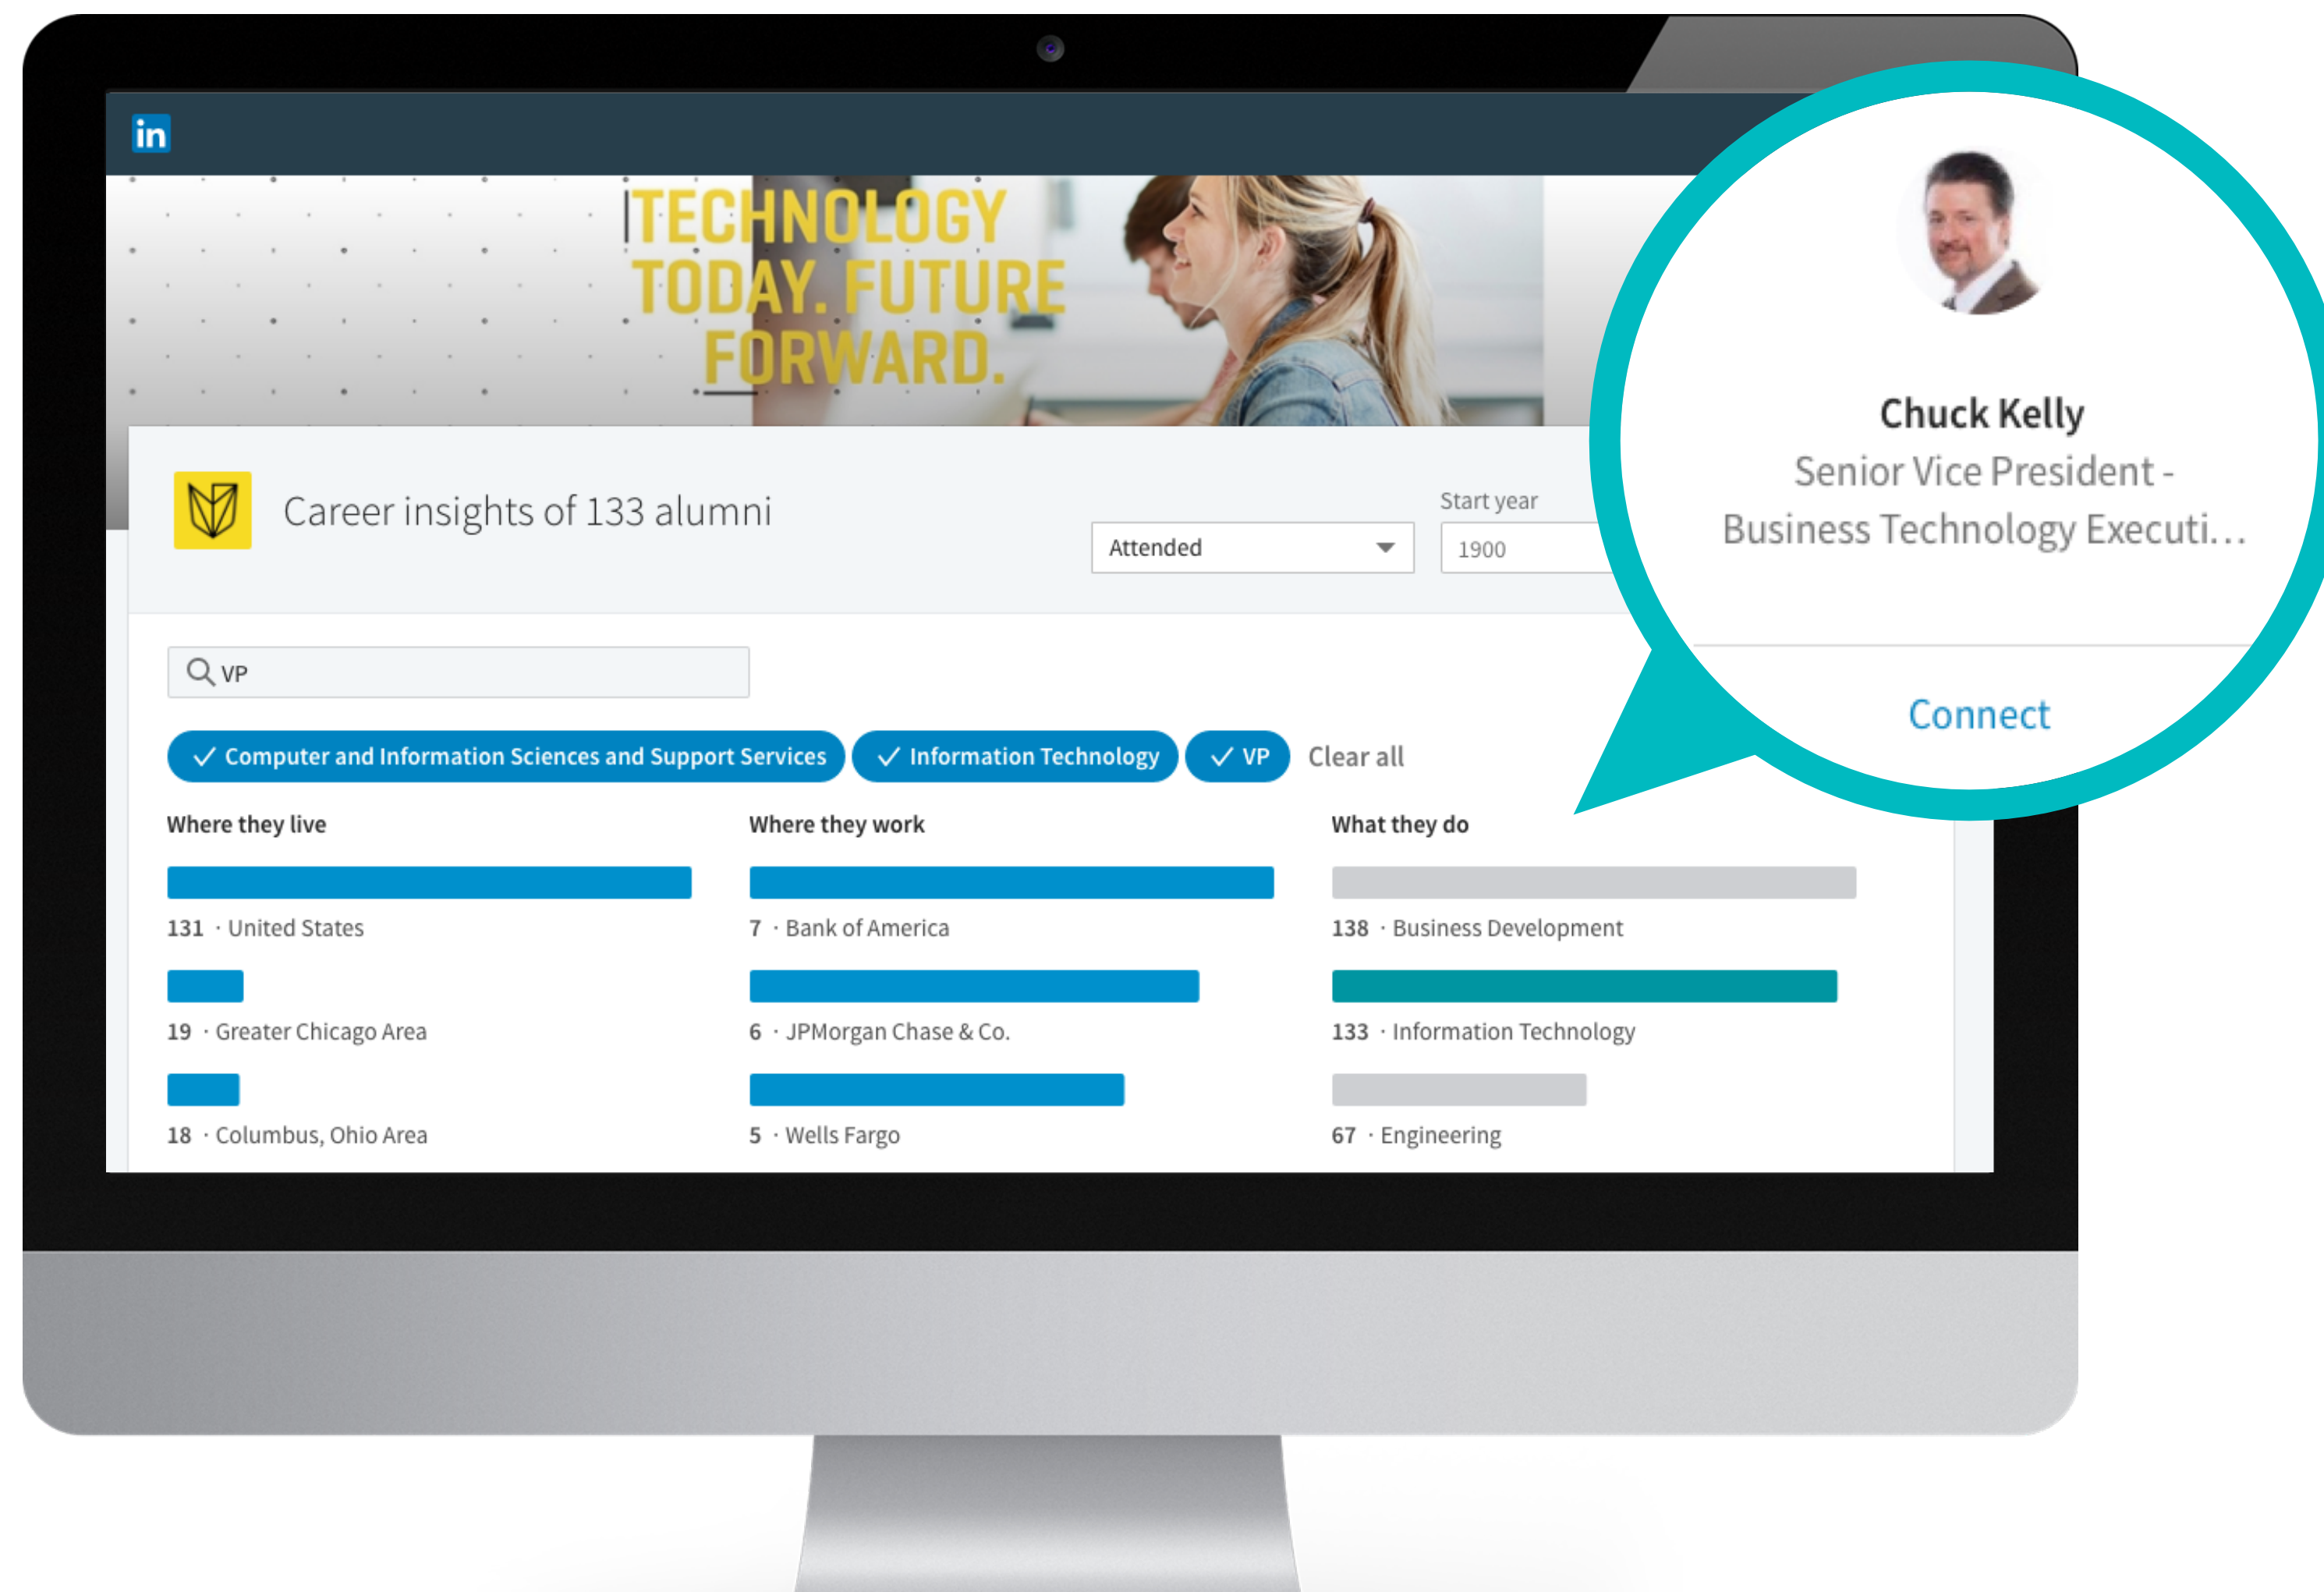 in
TECHNOLOGY
TODAY. FUTURE
FORWARD.
Career insights of 133 alumni
Start year
Attended
1900
VP
Computer and Information Sciences and Support Services
Information Technology
VP
Clear all
Where they live
131 · United States
19 · Greater Chicago Area
18 · Columbus, Ohio Area
Where they work
7 · Bank of America
6 · JPMorgan Chase & Co.
5 · Wells Fargo
What they do
138 · Business Development
133 · Information Technology
67 · Engineering
Chuck Kelly
Senior Vice President -
Business Technology Executi...
Connect